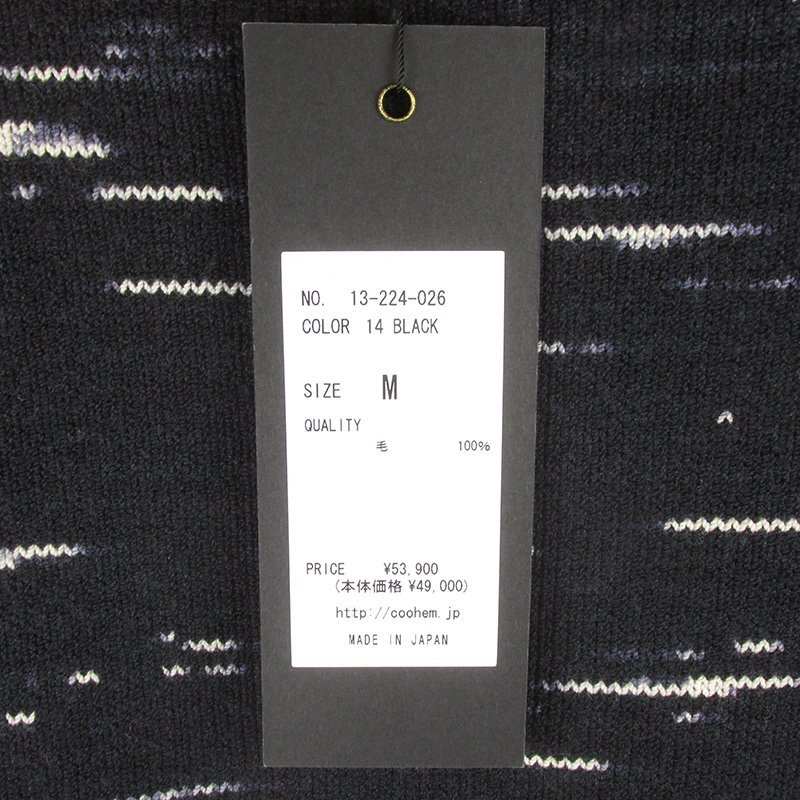 NO. 13-224-026
COLOR 14 BLACK
SIZE M
QUALITY
毛 100%
PRICE ¥53,900
(本体価格 ¥49,000)
http://coohem.jp
MADE IN JAPAN